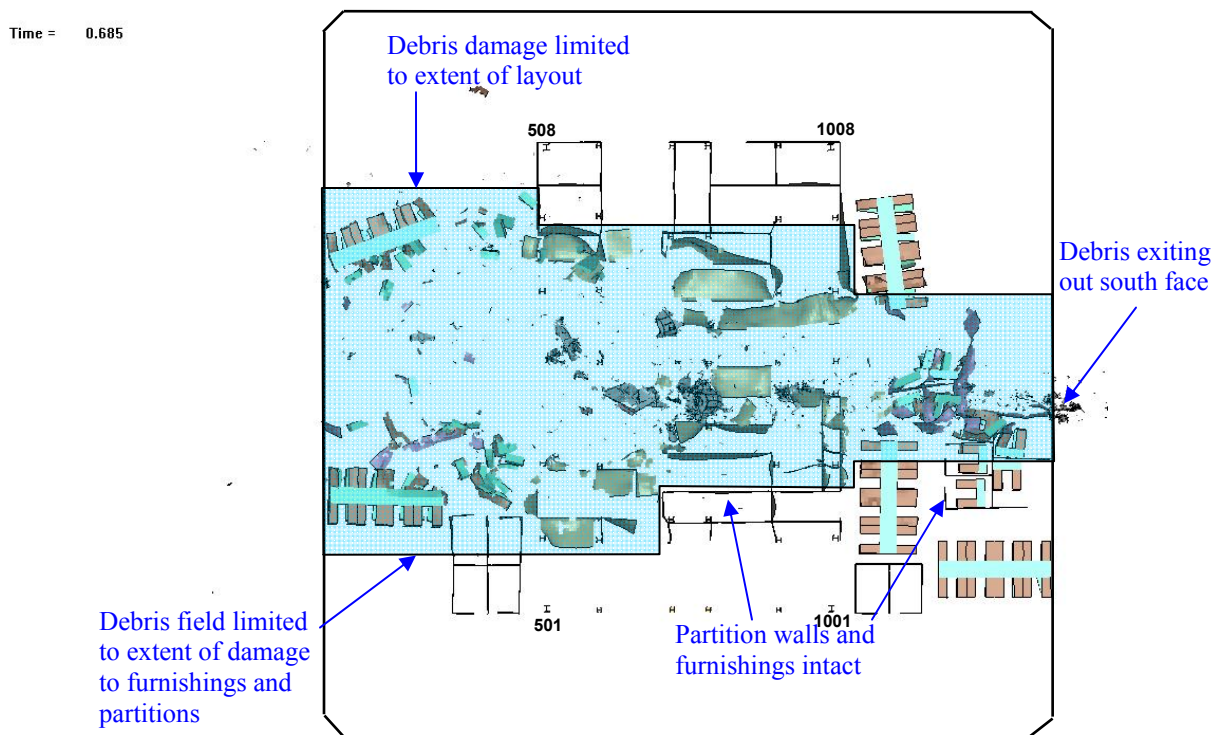 Time = 0.685
Debris damage limited
to extent of layout
508
1008
Debris exiting
out south face
Debris field limited
to extent of damage
to furnishings and
partitions
501
Partition walls and
furnishings intact
1001